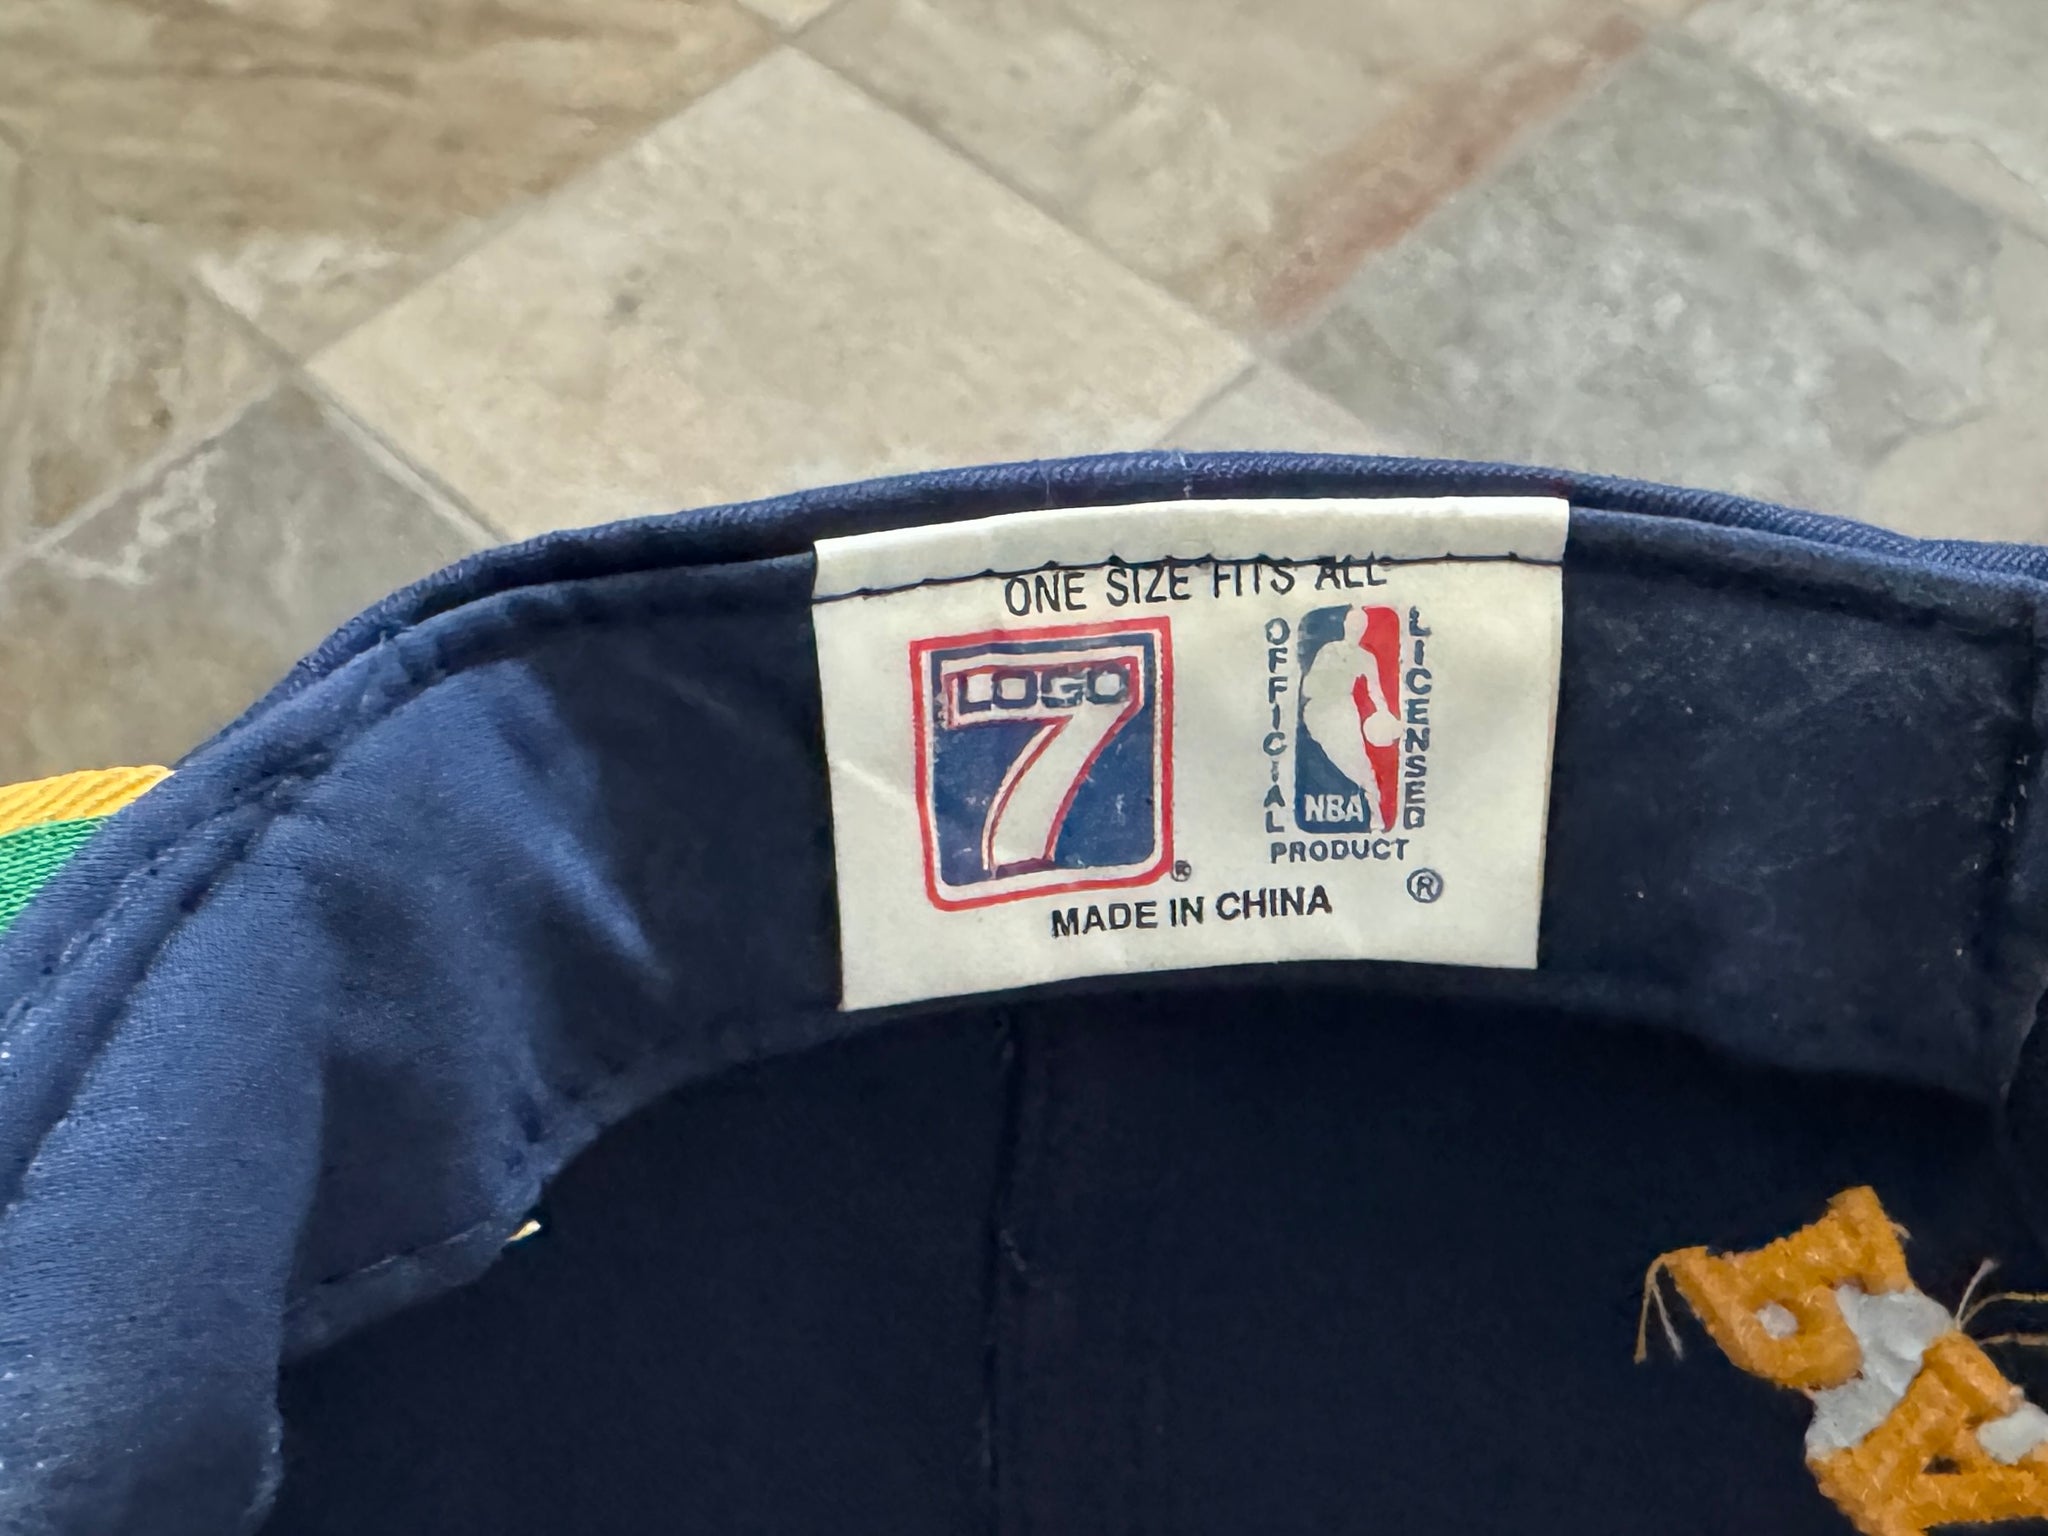 ONE SIZE FITS ALL
LOGO
7
®
OFFICIAL
NBA
LICENSED
PRODUCT
®
MADE IN CHINA